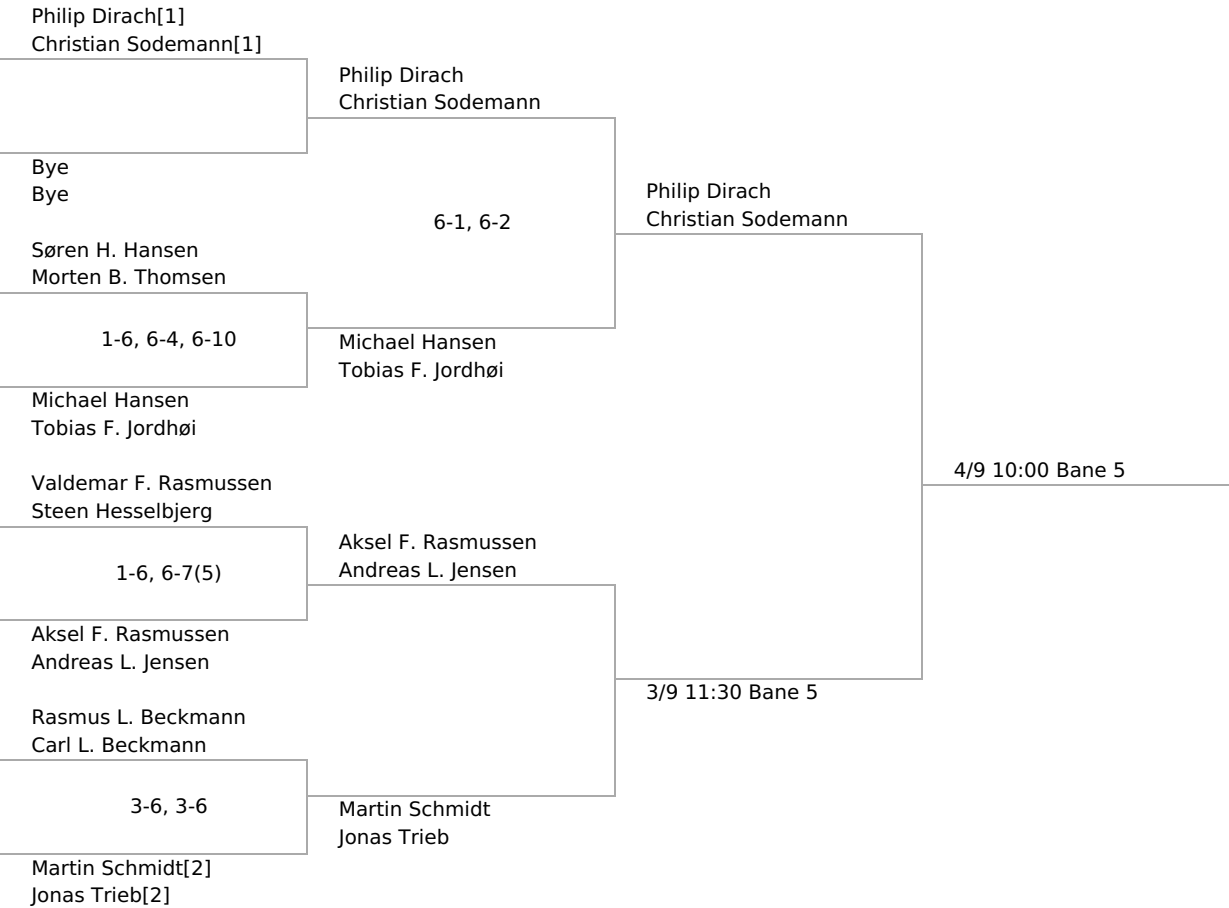 Philip Dirach[1]
Christian Sodemann[1]
Bye
Bye
Søren H. Hansen
Morten B. Thomsen
1-6, 6-4, 6-10
Michael Hansen
Tobias F. Jordhøi
Valdemar F. Rasmussen
Steen Hesselbjerg
1-6, 6-7(5)
Aksel F. Rasmussen
Andreas L. Jensen
Rasmus L. Beckmann
Carl L. Beckmann
3-6, 3-6
Martin Schmidt[2]
Jonas Trieb[2]
Philip Dirach
Christian Sodemann
6-1, 6-2
Michael Hansen
Tobias F. Jordhøi
Aksel F. Rasmussen
Andreas L. Jensen
Martin Schmidt
Jonas Trieb
Philip Dirach
Christian Sodemann
3/9 11:30 Bane 5
4/9 10:00 Bane 5